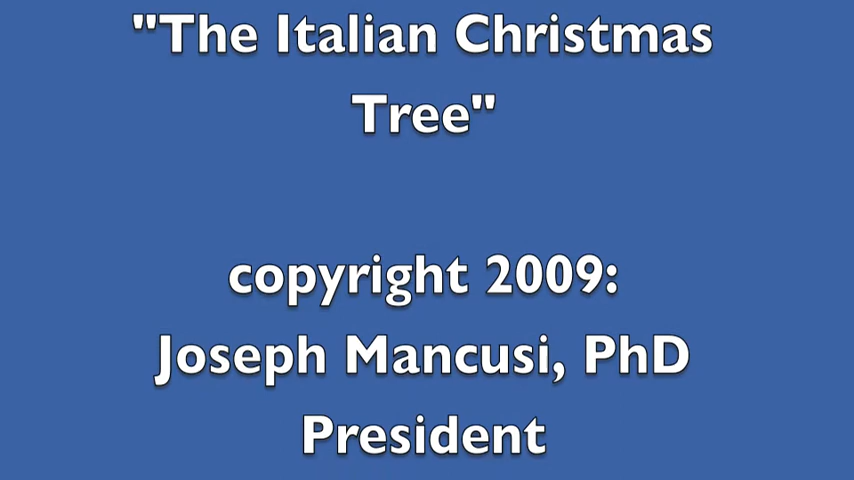 "The Italian Christmas
Tree"
copyright 2009:
Joseph Mancusi, PhD
President